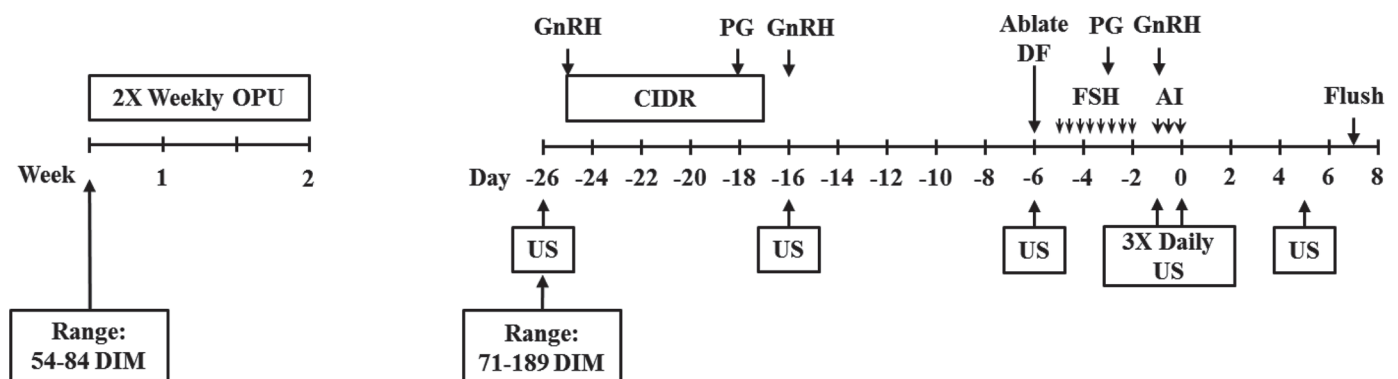 GnRH PG GnRH Ablate DF PG GnRH
2X Weekly OPU CIDR FSH AI Flush
Week 1 2 Day -26 -24 -22 -20 -18 -16 -14 -12 -10 -8 -6 -4 -2 0 2 4 6 8
US US US 3X Daily US US
Range:
54-84 DIM
Range:
71-189 DIM